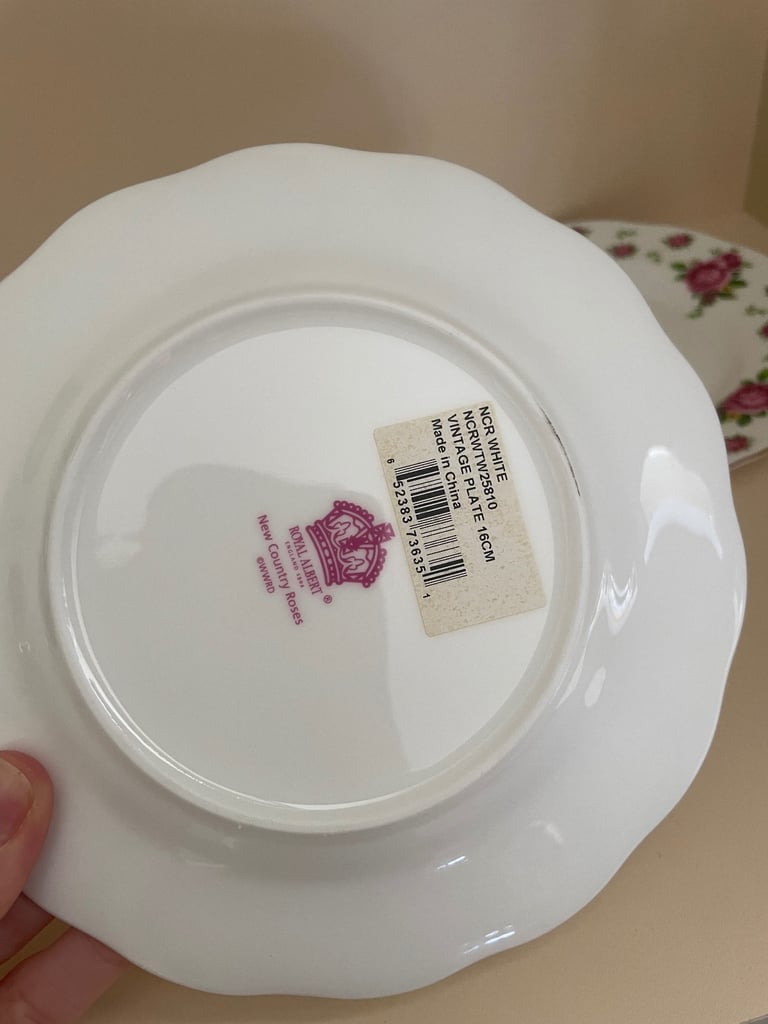 NCR WHITE
NCRWTW25810
VINTAGE PLATE 16CM
Made in China
6 52383 73635 1
ROYAL ALBERT®
ENGLAND 1904
New Country Roses
©WWRD